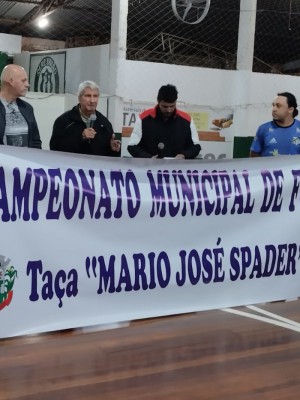 CAMPEONATO MUNICIPAL DE F
Taça "MARIO JOSÉ SPADER"